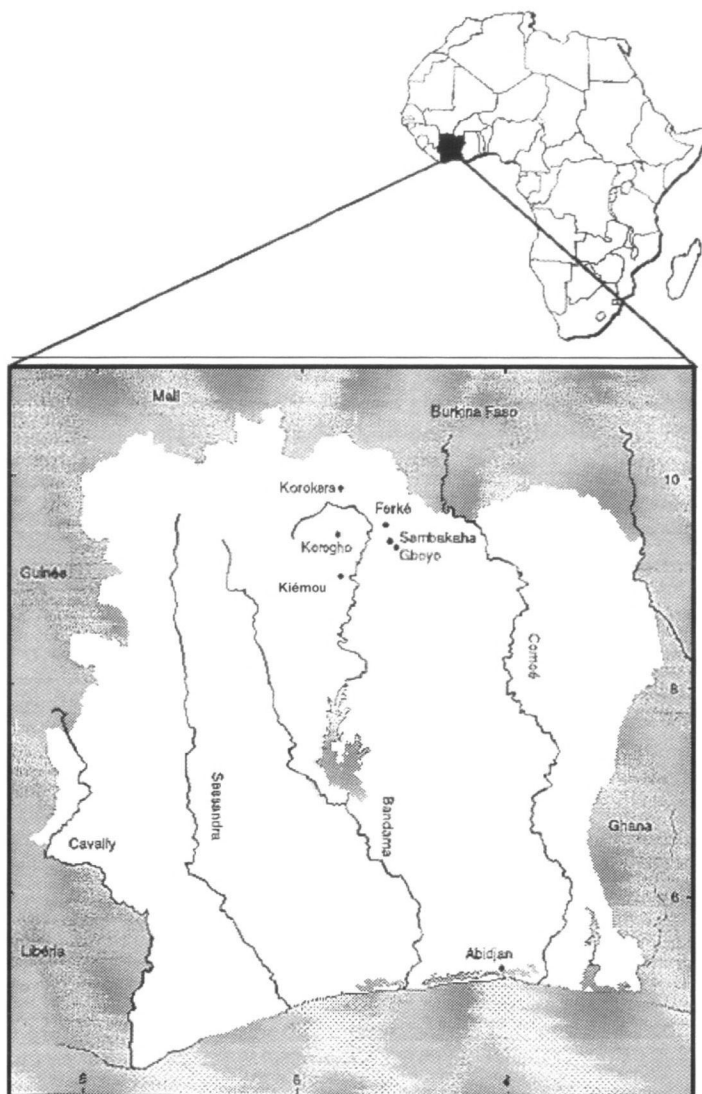 Mali
Burkina Faso
10
Korokara
Ferké
Korogho
Sambakaha
Gboyo
Guinée
Kiémou
Comoé
8
Sassandra
Bandama
Ghana
Cavally
6
Abidjan
Libéria
6
4